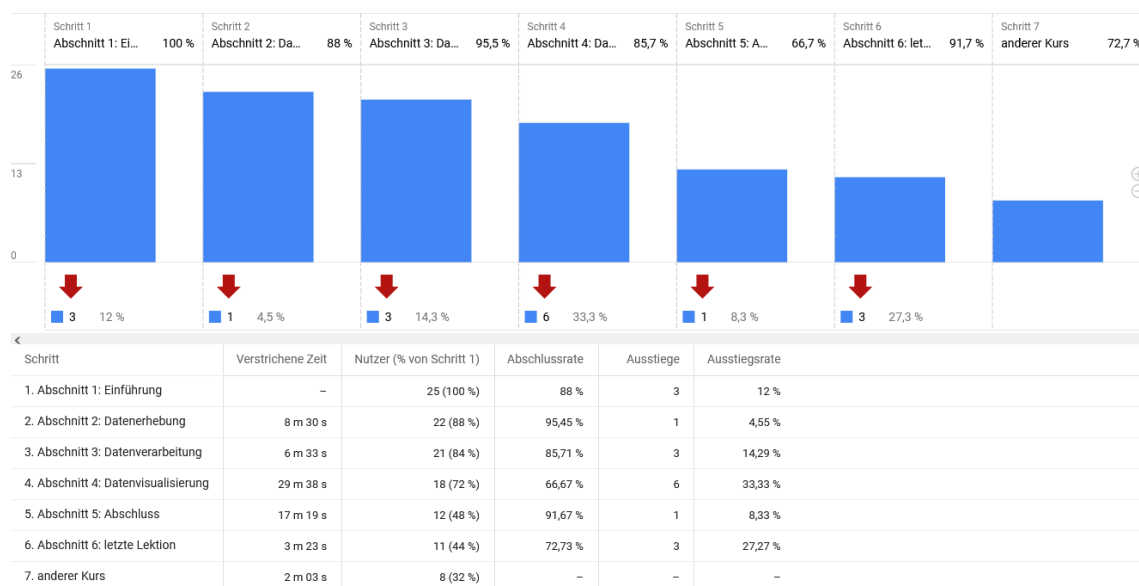 Schritt 1 Schritt 2 Schritt 3 Schritt 4 Schritt 5 Schritt 6 Schritt 7
Abschnitt 1: Ei... 100 % Abschnitt 2: Da... 88 % Abschnitt 3: Da... 95,5 % Abschnitt 4: Da... 85,7 % Abschnitt 5: A... 66,7 % Abschnitt 6: let... 91,7 % anderer Kurs 72,7 %
26
13
0
3 12 % 1 4,5 % 3 14,3 % 6 33,3 % 1 8,3 % 3 27,3 %
Schritt Verstrichene Zeit Nutzer (% von Schritt 1) Abschlussrate Ausstiege Ausstiegsrate
1. Abschnitt 1: Einführung – 25 (100 %) 88 % 3 12 %
2. Abschnitt 2: Datenerhebung 8 m 30 s 22 (88 %) 95,45 % 1 4,55 %
3. Abschnitt 3: Datenverarbeitung 6 m 33 s 21 (84 %) 85,71 % 3 14,29 %
4. Abschnitt 4: Datenvisualisierung 29 m 38 s 18 (72 %) 66,67 % 6 33,33 %
5. Abschnitt 5: Abschluss 17 m 19 s 12 (48 %) 91,67 % 1 8,33 %
6. Abschnitt 6: letzte Lektion 3 m 23 s 11 (44 %) 72,73 % 3 27,27 %
7. anderer Kurs 2 m 03 s 8 (32 %) – – –